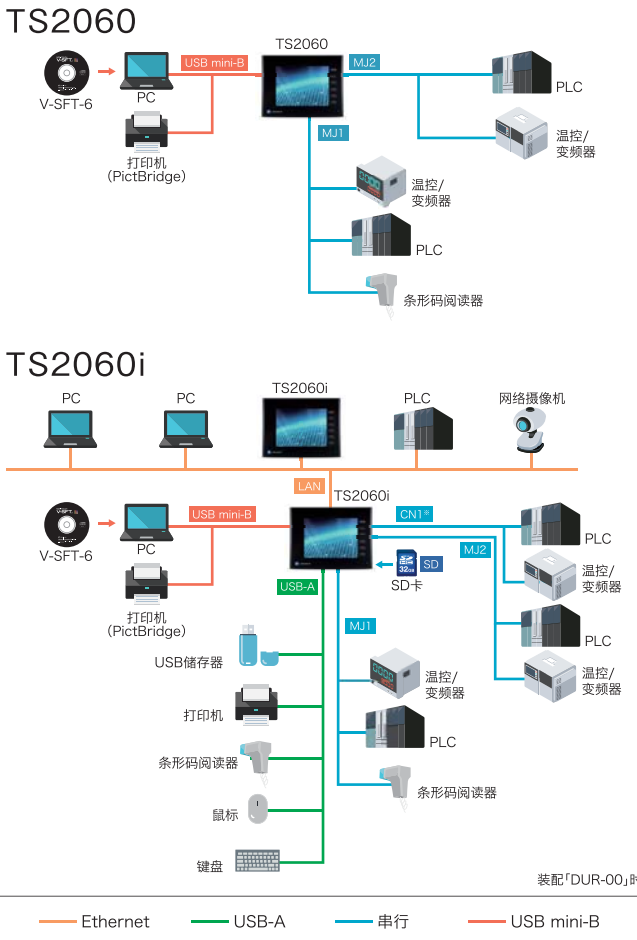 TS2060
TS2060
USB mini-B
MJ2
V-SFT-6
PC
PLC
打印机
（PictBridge）
MJ1
温控/
变频器
温控/
变频器
PLC
条形码阅读器
TS2060i
PC
PC
TS2060i
PLC
网络摄像机
LAN
TS2060i
USB mini-B
CN1※
V-SFT-6
PC
PLC
MJ2
32GB
SD
SD卡
USB-A
温控/
变频器
打印机
（PictBridge）
MJ1
PLC
USB储存器
温控/
变频器
温控/
变频器
打印机
PLC
条形码阅读器
条形码阅读器
鼠标
键盘
装配「DUR-00」时
Ethernet
USB-A
串行
USB mini-B